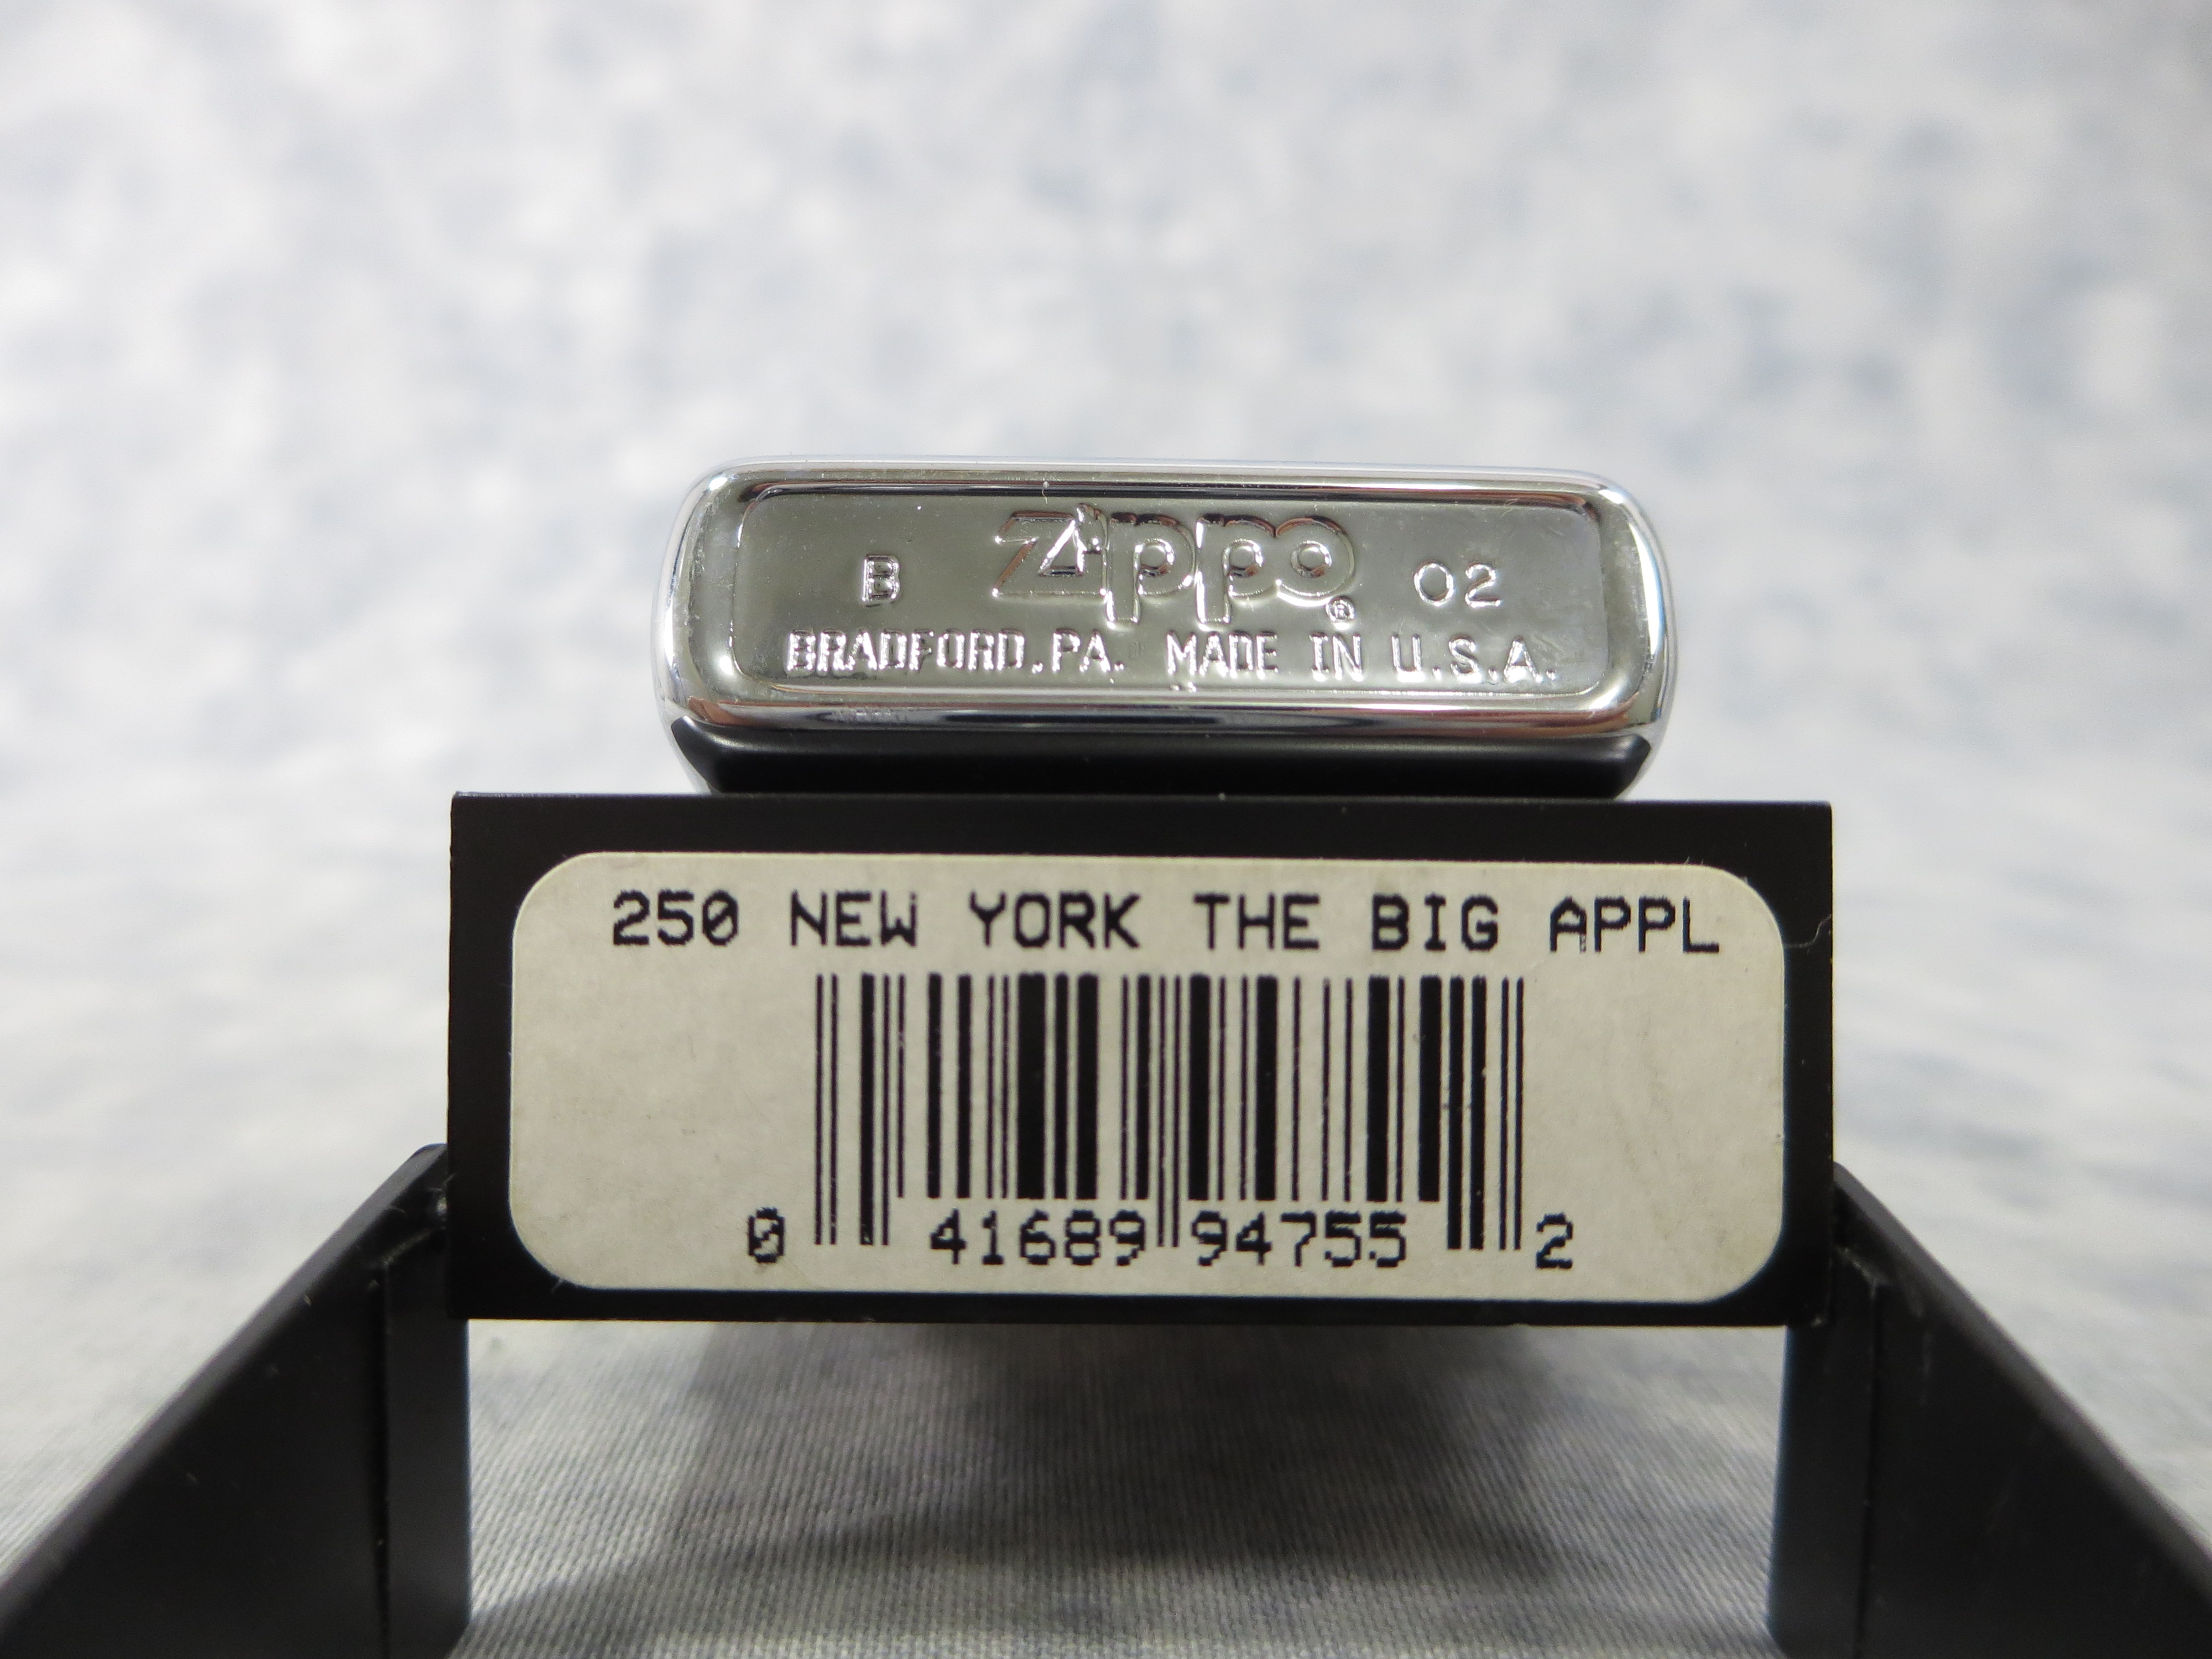 B Zippo® 02
BRADFORD,PA. MADE IN U.S.A.
250 NEW YORK THE BIG APPL
0 41689 94755 2